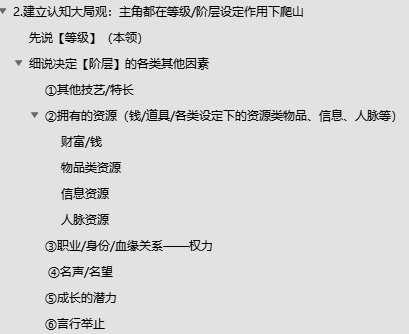 2.建立认知大局观：主角都在等级/阶层设定作用下爬山
先说【等级】（本领）
细说决定【阶层】的各类其他因素
①其他技艺/特长
②拥有的资源（钱/道具/各类设定下的资源类物品、信息、人脉等）
财富/钱
物品类资源
信息资源
人脉资源
③职业/身份/血缘关系——权力
④名声/名望
⑤成长的潜力
⑥言行举止